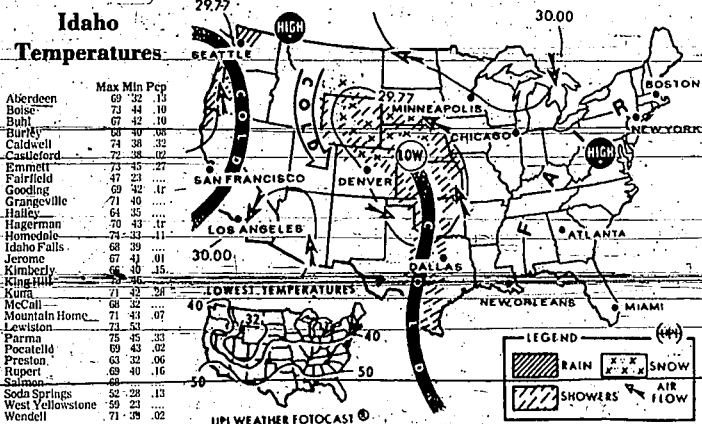 Idaho
Temperatures
Max Min Pcp
Aberdeen 69 32 .13
Boise 73 44 .10
Buhl 67 42 .10
Burley 68 40 .08
Caldwell 74 38 .32
Castleford 72 38 .02
Emmett 73 45 .27
Fairfield 47 23 ....
Gooding 69 42 .tr
Grangeville 71 40 ....
Hailey 64 35 ....
Hagerman 70 43 .tr
Homedale 74 43 .11
Idaho Falls 68 39 ....
Jerome 67 41 .01
Kimberly 40 .15
King Hill
Kuna 71 42
McCall 68 32
Mountain Home 71 43 .07
Lewiston 73 53
Parma 75 45 .33
Pocatello 69 43 .02
Preston 63 32 .06
Rupert 69 40 .16
Salmon 68
Soda Springs 52 28 .13
West Yellowstone 59 23 ....
Wendell 71 39 .02
29.77
SEATTLE
HIGH
30.00
COLD
COLD
29.77
MINNEAPOLIS
BOSTON
NEW YORK
CHICAGO
LOW
HIGH
DENVER
SAN FRANCISCO
LOS ANGELES
FAIR
ATLANTA
30.00
DALLAS
COLD
NEW ORLEANS
MIAMI
LOWEST TEMPERATURES
40
32
40
50
50
UPI WEATHER FOTOCAST ®
LEGEND
RAIN
SNOW
SHOWERS
AIR
FLOW